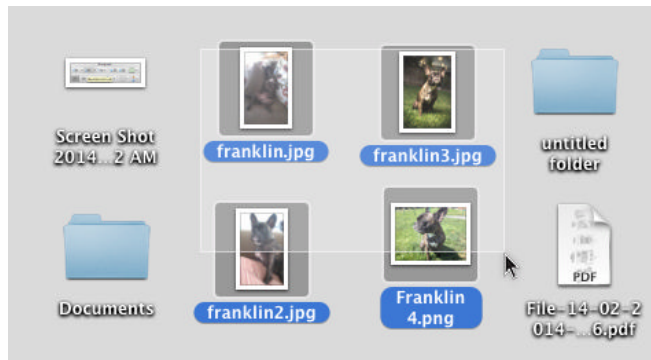 Screen Shot
2014...2 AM
franklin.jpg
franklin3.jpg
untitled
folder
Documents
franklin2.jpg
Franklin
4.png
PDF
File-14-02-2
014-...6.pdf